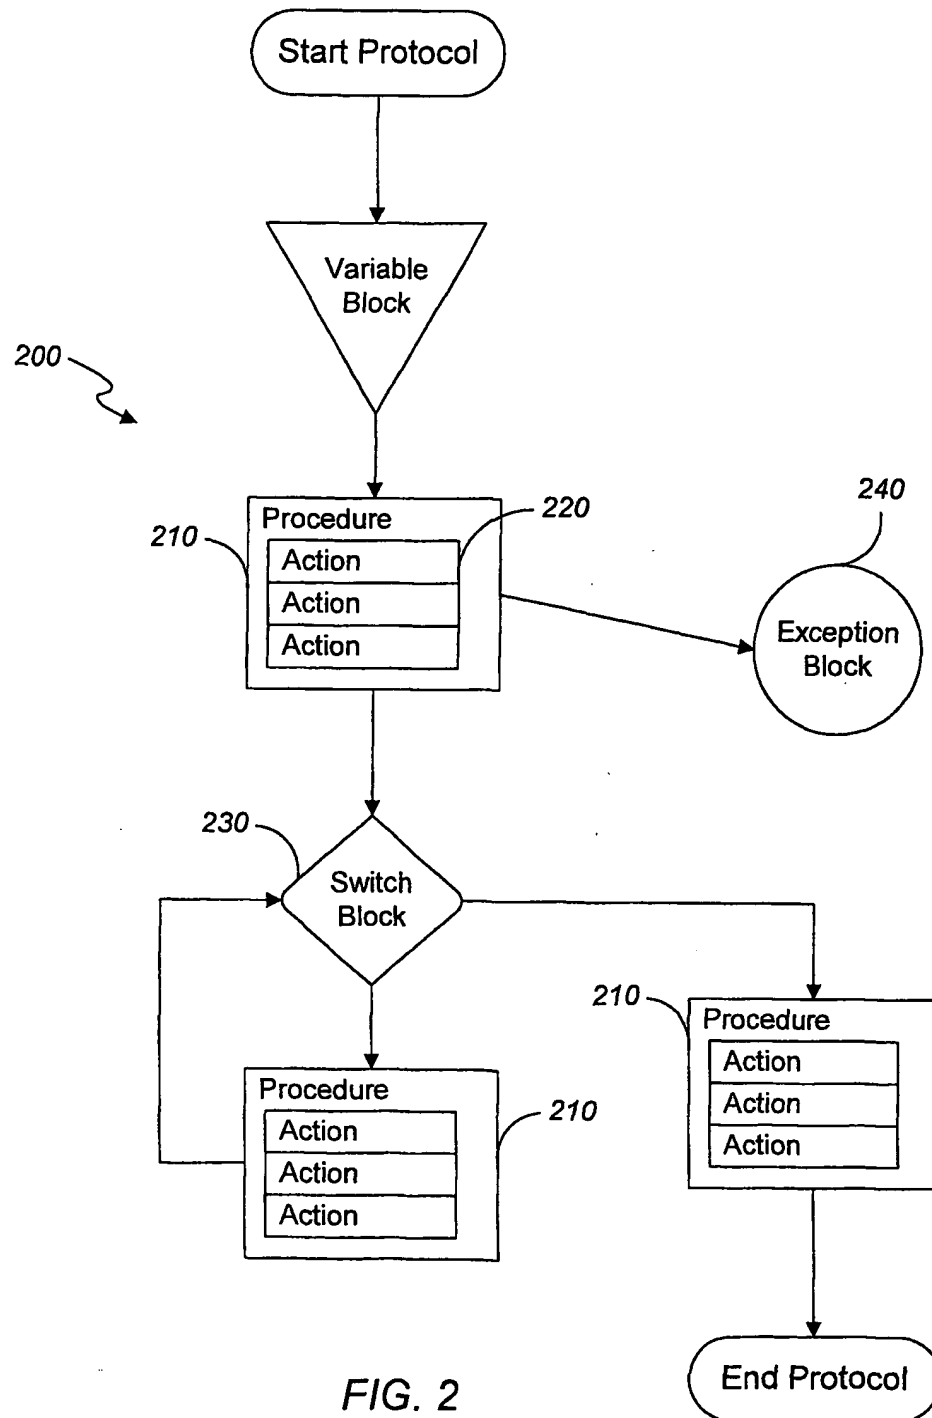 Start Protocol
Variable
Block
200
240
220
210
Procedure
Action
Action
Action
Exception
Block
230
Switch
Block
210
Procedure
Action
Action
Action
Procedure
210
Action
Action
Action
End Protocol
FIG. 2